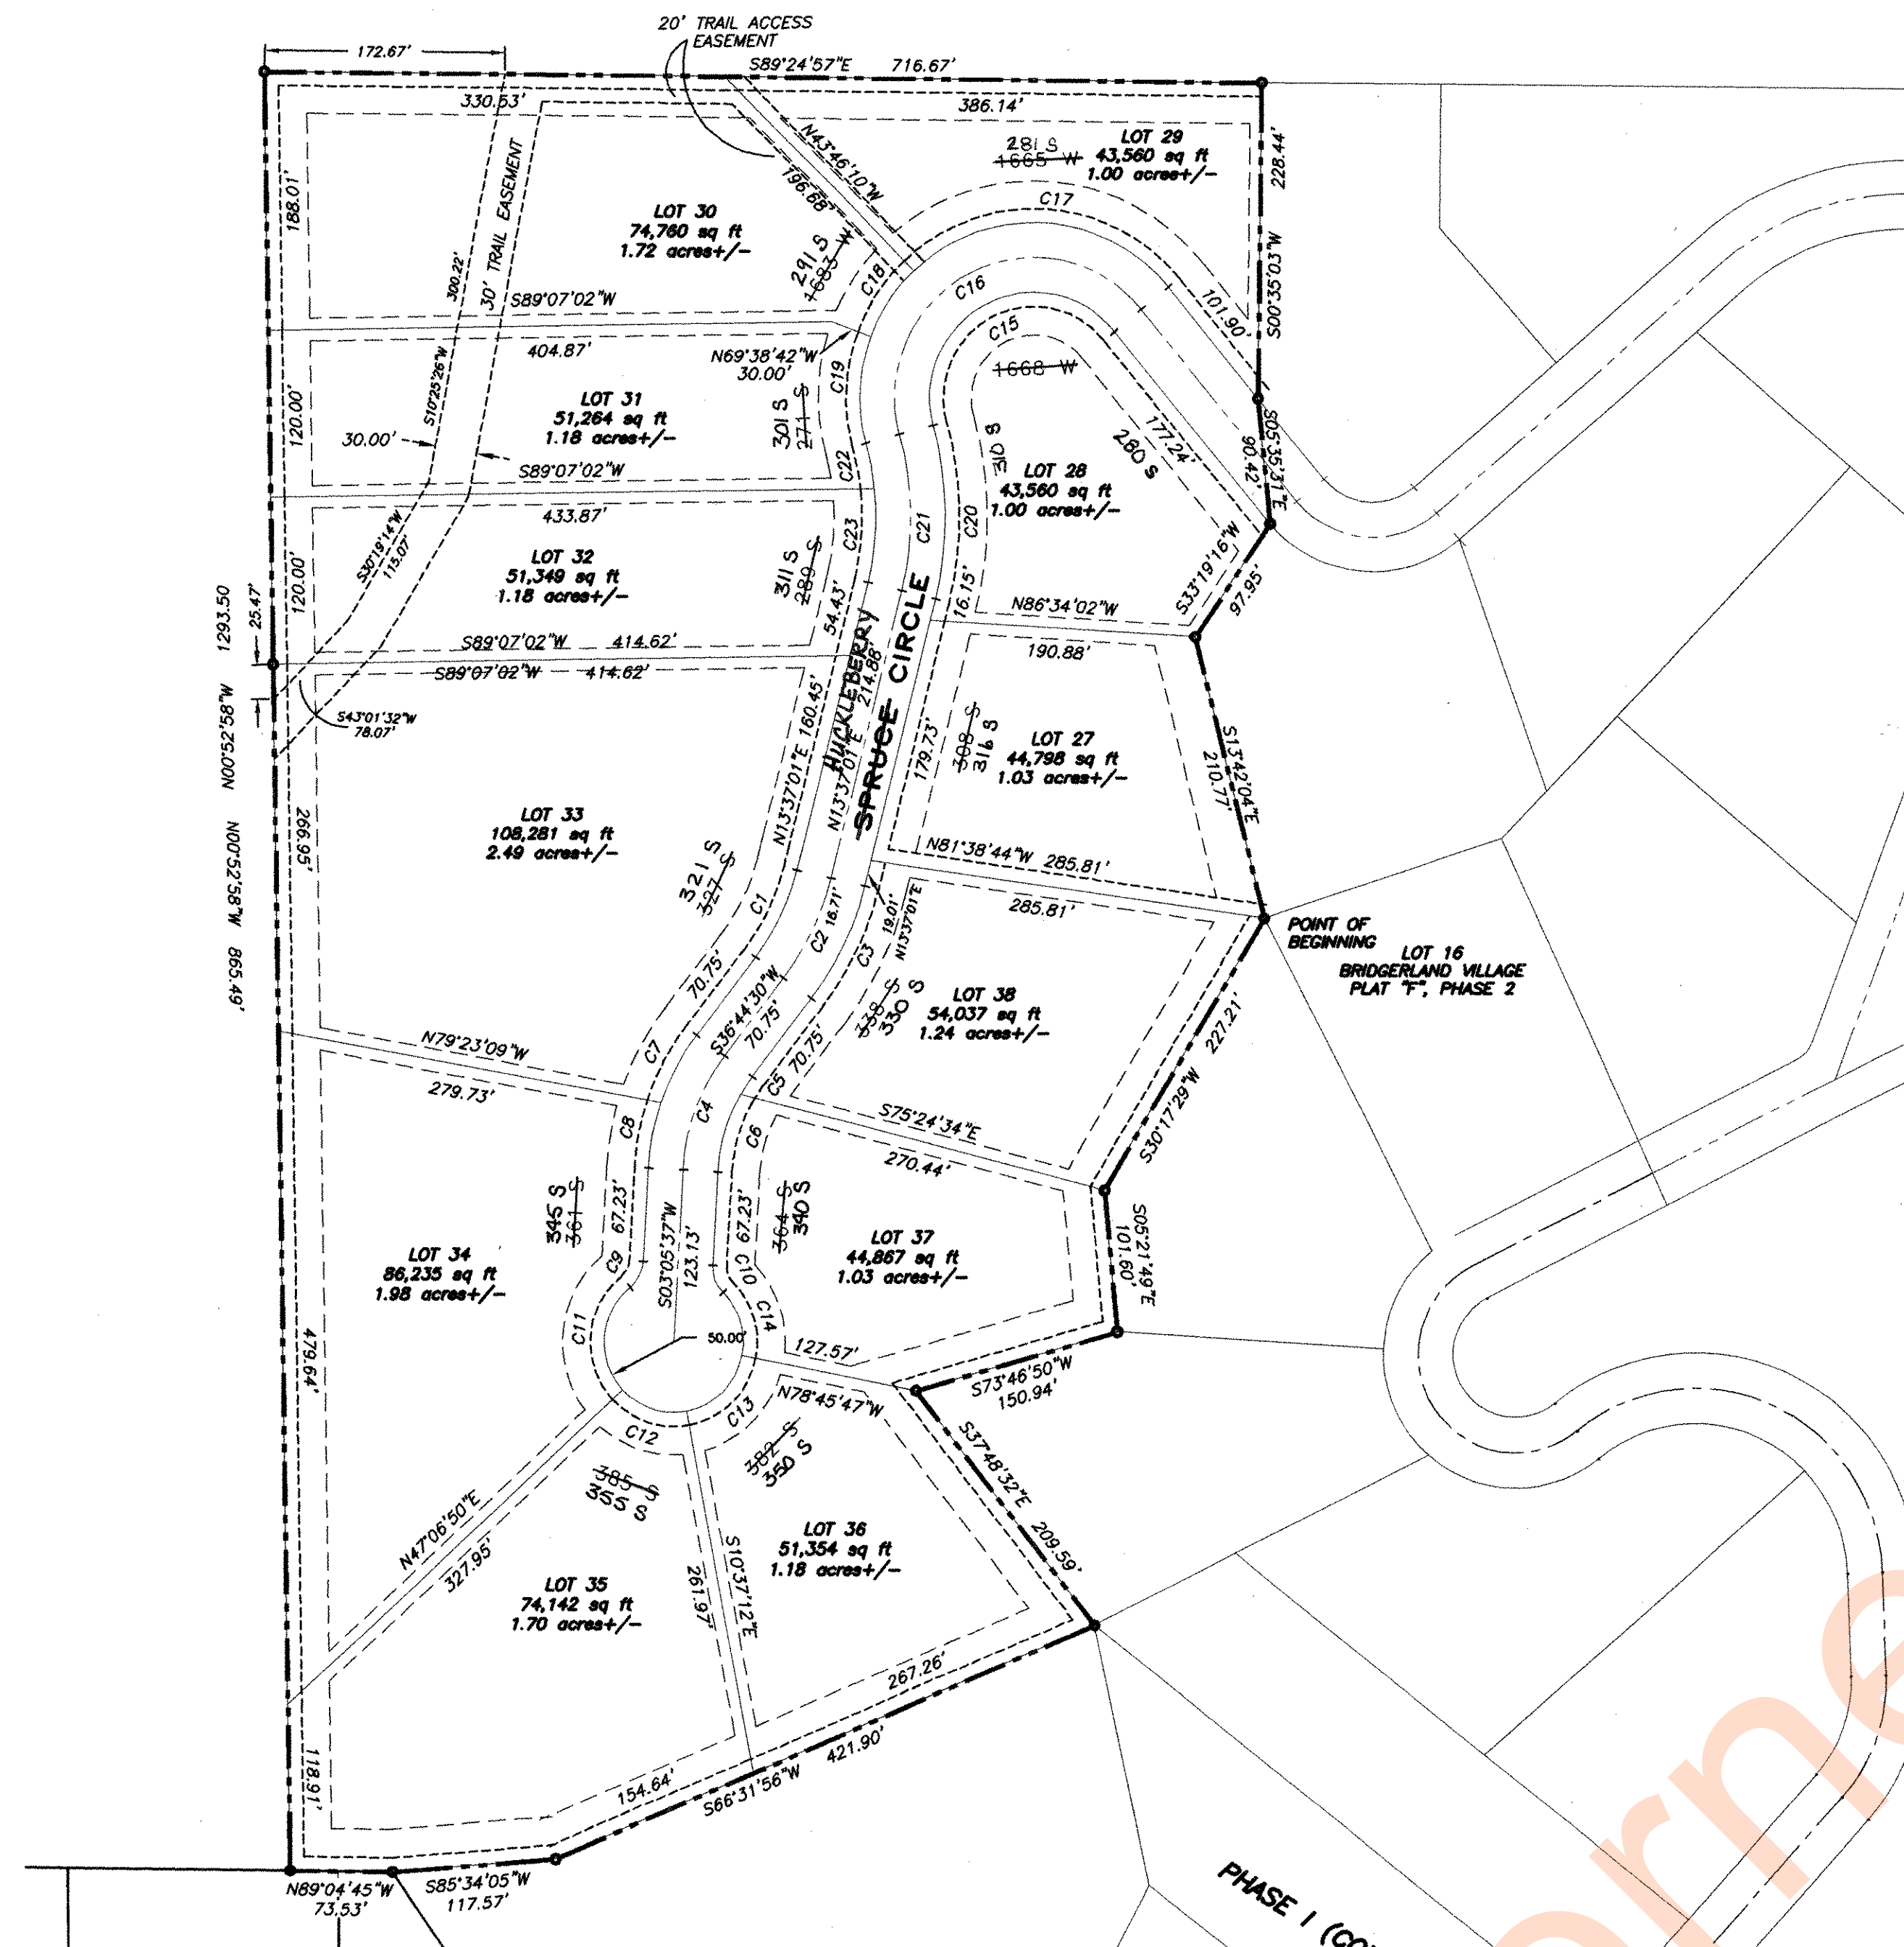 20' TRAIL ACCESS
EASEMENT
172.67'
S89°24'57"E 716.67'
330.53'
386.14'
188.01'
30' TRAIL EASEMENT
300.22'
N43°46'10"W
196.68'
281 S
1665 W
LOT 29
43,560 sq ft
1.00 acres+/-
228.44'
S00°35'03"W
C17
LOT 30
74,760 sq ft
1.72 acres+/-
291 S
1683 W
C18
C16
C15
101.90'
S89°07'02"W
404.87'
N69°38'42"W
30.00'
C19
1668 W
S10°25'26"W
120.00'
LOT 31
51,264 sq ft
1.18 acres+/-
301 S
271 S
30.00'
S89°07'02"W
C22
310 S
280 S
177.24'
S05°35'31"E
90.42'
LOT 28
43,560 sq ft
1.00 acres+/-
433.87'
C23
C21
C20
S30°19'14"W
115.07'
120.00'
LOT 32
51,349 sq ft
1.18 acres+/-
311 S
289 S
54.43'
16.15'
S33°19'16"W
97.95'
N86°34'02"W
190.88'
S89°07'02"W 414.62'
S89°07'02"W 414.62'
25.47'
1293.50
N00°52'58"W
S43°01'32"W
78.07'
HUCKLEBERRY
SPRUCE CIRCLE
214.88'
N13°37'01"E
N13°37'01"E 160.45'
179.73'
308 S
316 S
LOT 27
44,798 sq ft
1.03 acres+/-
S13°42'04"E
210.77'
LOT 33
108,281 sq ft
2.49 acres+/-
266.95'
N00°52'58"W 865.49'
321 S
327 S
N81°38'44"W 285.81'
285.81'
C1
C2 16.71'
19.01'
N13°37'01"E
C3
POINT OF
BEGINNING
LOT 16
BRIDGERLAND VILLAGE
PLAT "F", PHASE 2
70.75'
S36°44'30"W
70.75'
338 S
330 S
LOT 38
54,037 sq ft
1.24 acres+/-
227.21'
S30°17'29"W
N79°23'09"W
279.73'
C7
70.75'
C5
C4
C8
C6
S75°24'34"E
270.44'
345 S
361 S
67.23'
S03°05'37"W
123.13'
67.23'
364 S
340 S
LOT 37
44,867 sq ft
1.03 acres+/-
S05°21'49"E
101.60'
LOT 34
86,235 sq ft
1.98 acres+/-
C9
C10
C11
C14
50.00'
127.57'
N78°45'47"W
S73°46'50"W
150.94'
479.64'
C12
C13
385 S
355 S
382 S
350 S
S37°48'32"E
209.59'
N47°06'50"E
327.95'
LOT 36
51,354 sq ft
1.18 acres+/-
S10°37'12"E
261.97'
LOT 35
74,142 sq ft
1.70 acres+/-
267.26'
118.91'
154.64'
421.90'
S66°31'56"W
N89°04'45"W
73.53'
S85°34'05"W
117.57'
PHASE 1 (CO
orne